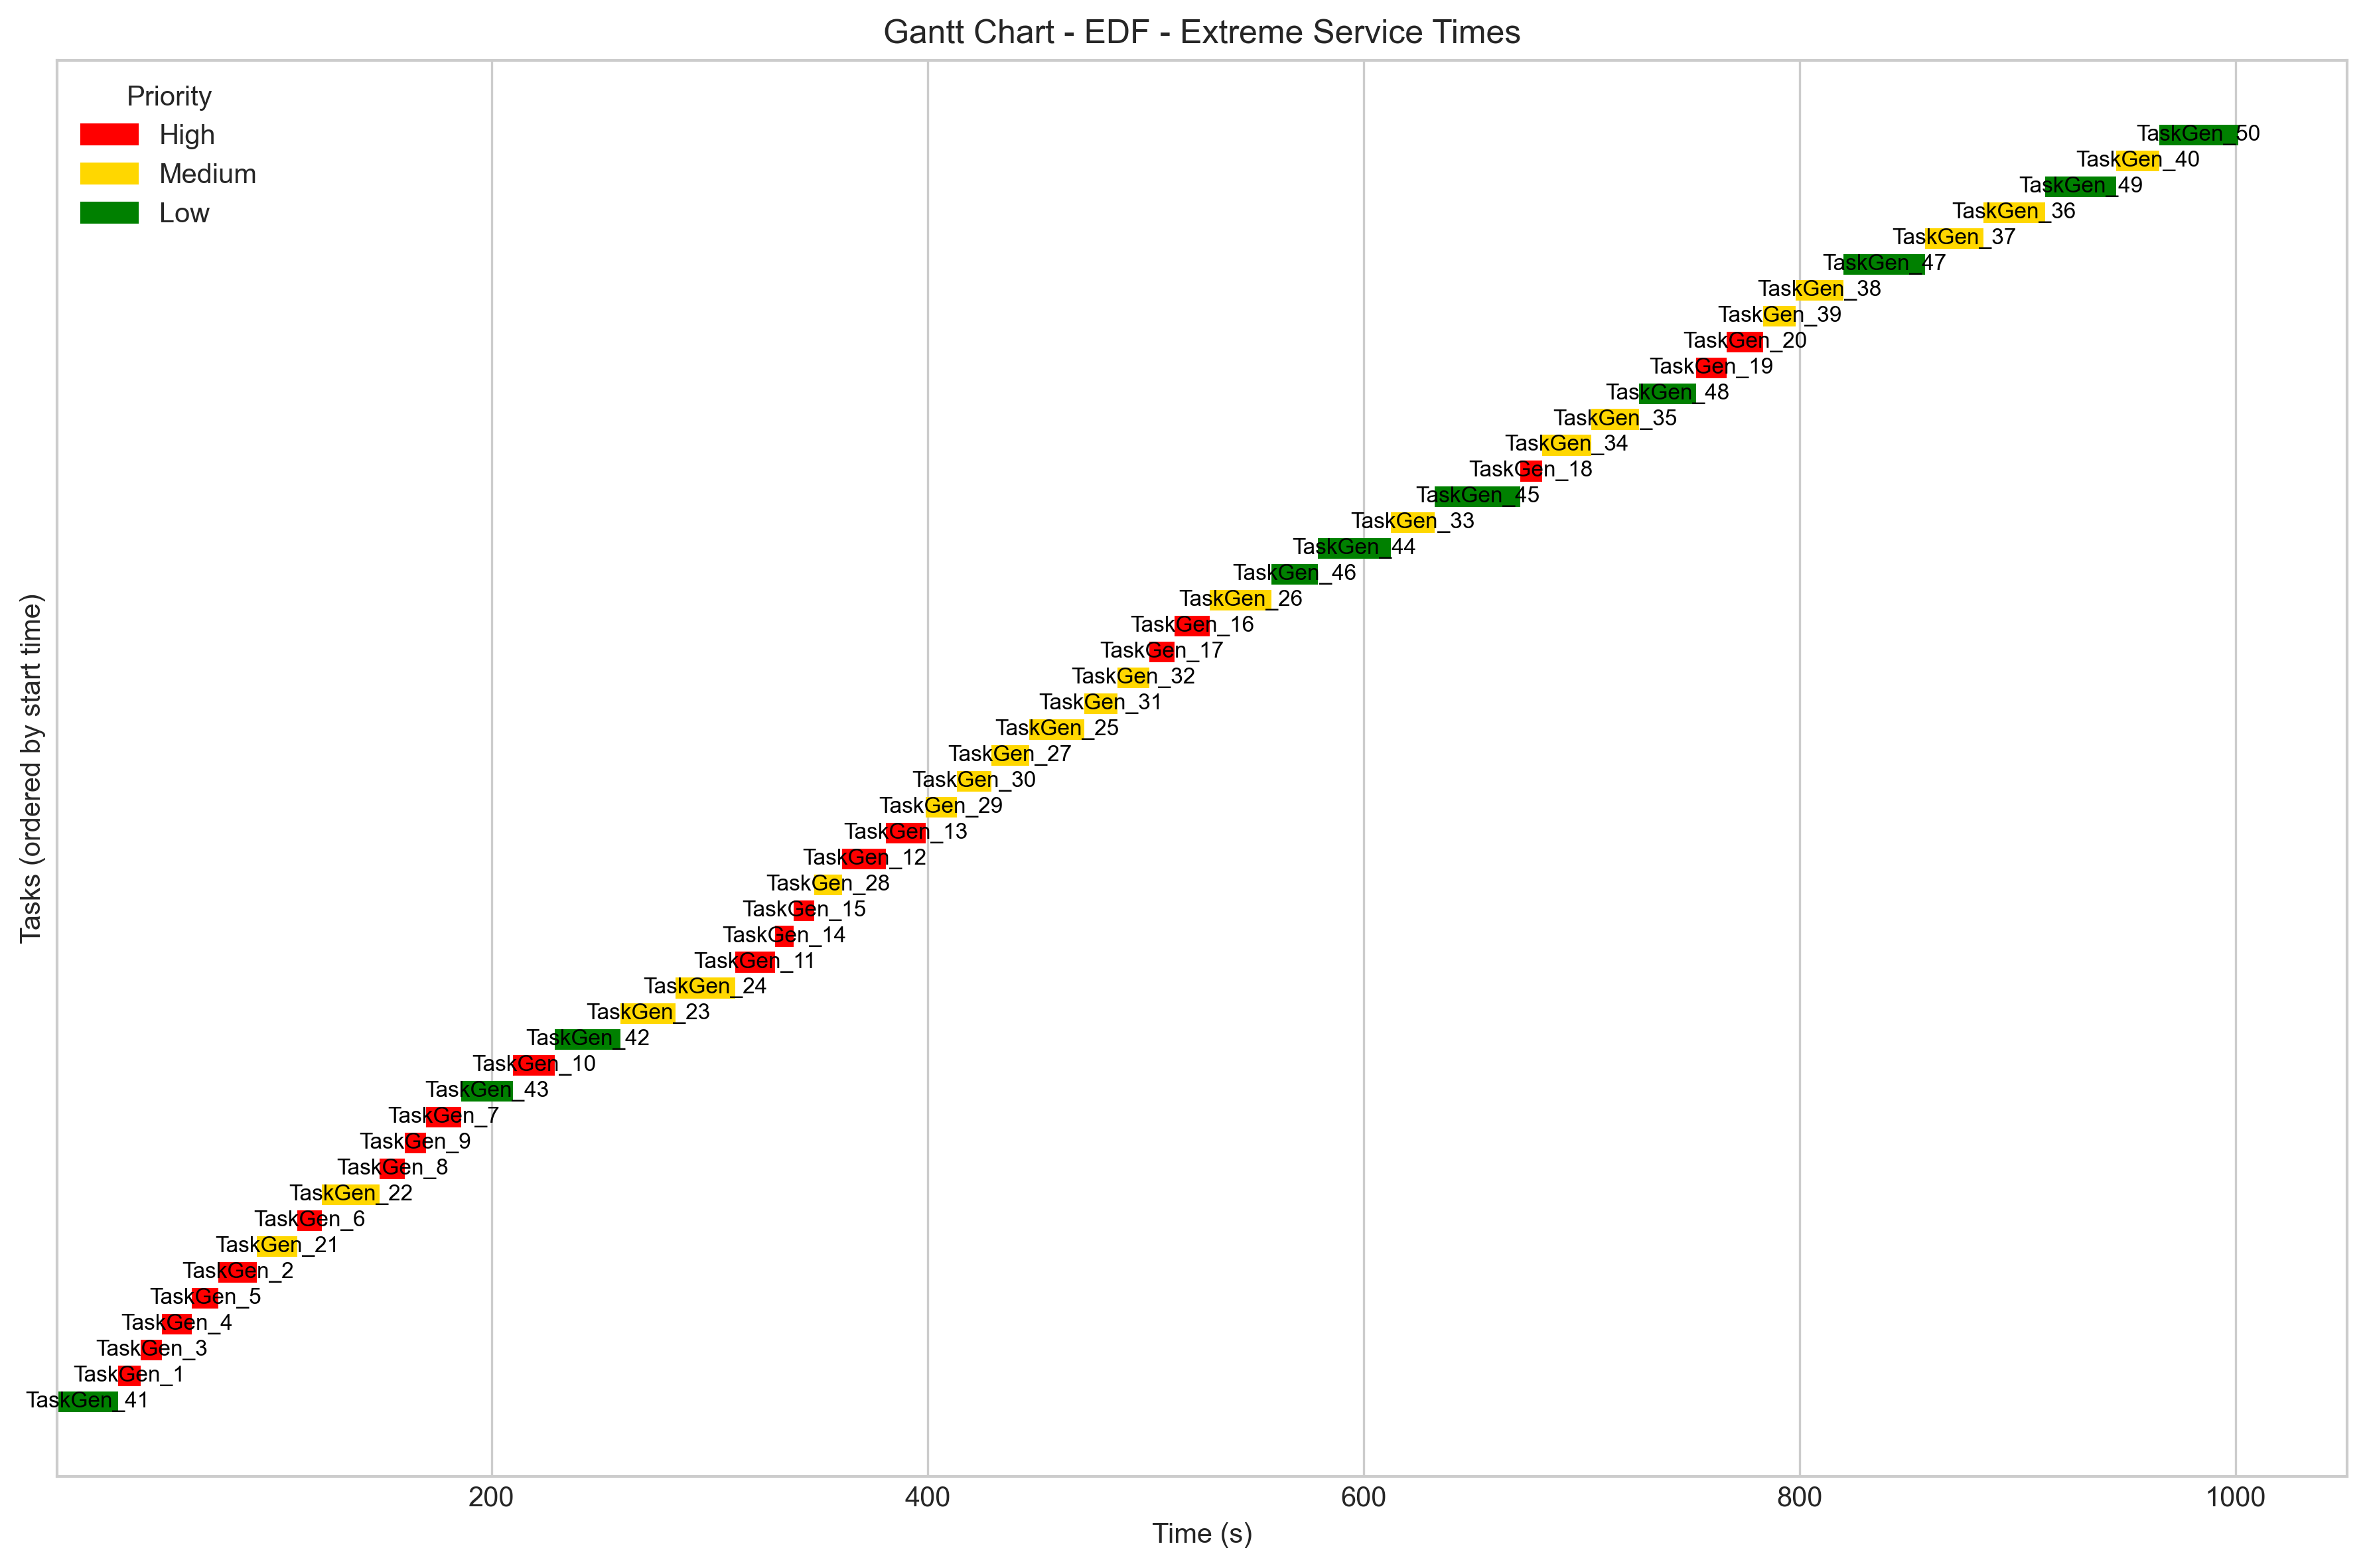 Gantt Chart - EDF - Extreme Service Times
Priority
High
Medium
Low
TaskGen_50
TaskGen_40
TaskGen_49
TaskGen_36
TaskGen_37
TaskGen_47
TaskGen_38
TaskGen_39
TaskGen_20
TaskGen_19
TaskGen_48
TaskGen_35
TaskGen_34
TaskGen_18
TaskGen_45
TaskGen_33
TaskGen_44
TaskGen_46
TaskGen_26
TaskGen_16
TaskGen_17
TaskGen_32
TaskGen_31
TaskGen_25
TaskGen_27
TaskGen_30
TaskGen_29
TaskGen_13
TaskGen_12
TaskGen_28
TaskGen_15
TaskGen_14
TaskGen_11
TaskGen_24
TaskGen_23
TaskGen_42
TaskGen_10
TaskGen_43
TaskGen_7
TaskGen_9
TaskGen_8
TaskGen_22
TaskGen_6
TaskGen_21
TaskGen_2
TaskGen_5
TaskGen_4
TaskGen_3
TaskGen_1
TaskGen_41
Tasks (ordered by start time)
200 400 600 800 1000
Time (s)